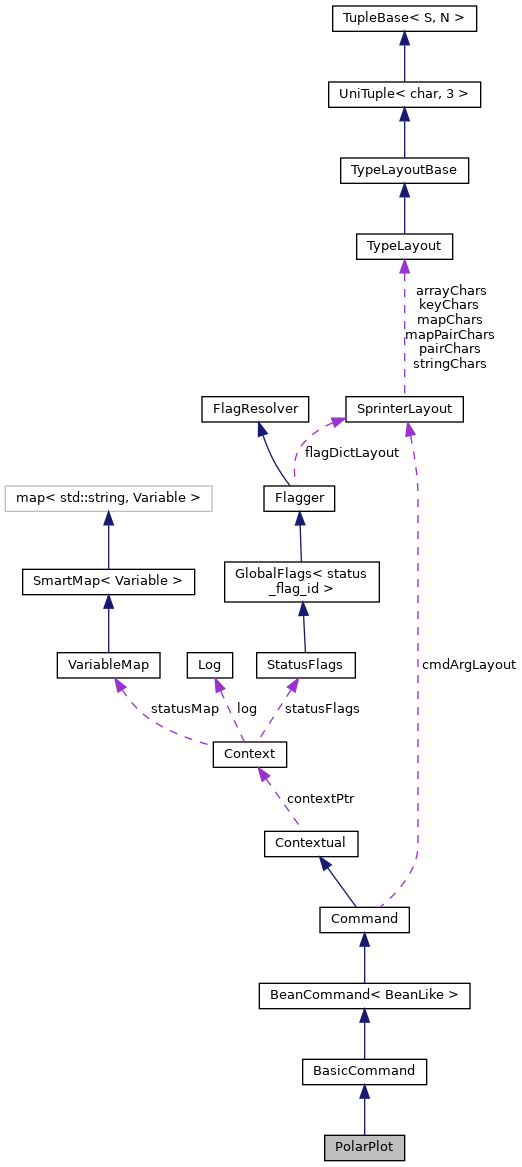 TupleBase< S, N >
UniTuple< char, 3 >
TypeLayoutBase
TypeLayout
arrayChars
keyChars
mapChars
mapPairChars
pairChars
stringChars
FlagResolver
SprinterLayout
flagDictLayout
map< std::string, Variable >
Flagger
SmartMap< Variable >
GlobalFlags< status
_flag_id >
VariableMap
Log
StatusFlags
cmdArgLayout
statusMap
log
statusFlags
Context
contextPtr
Contextual
Command
BeanCommand< BeanLike >
BasicCommand
PolarPlot